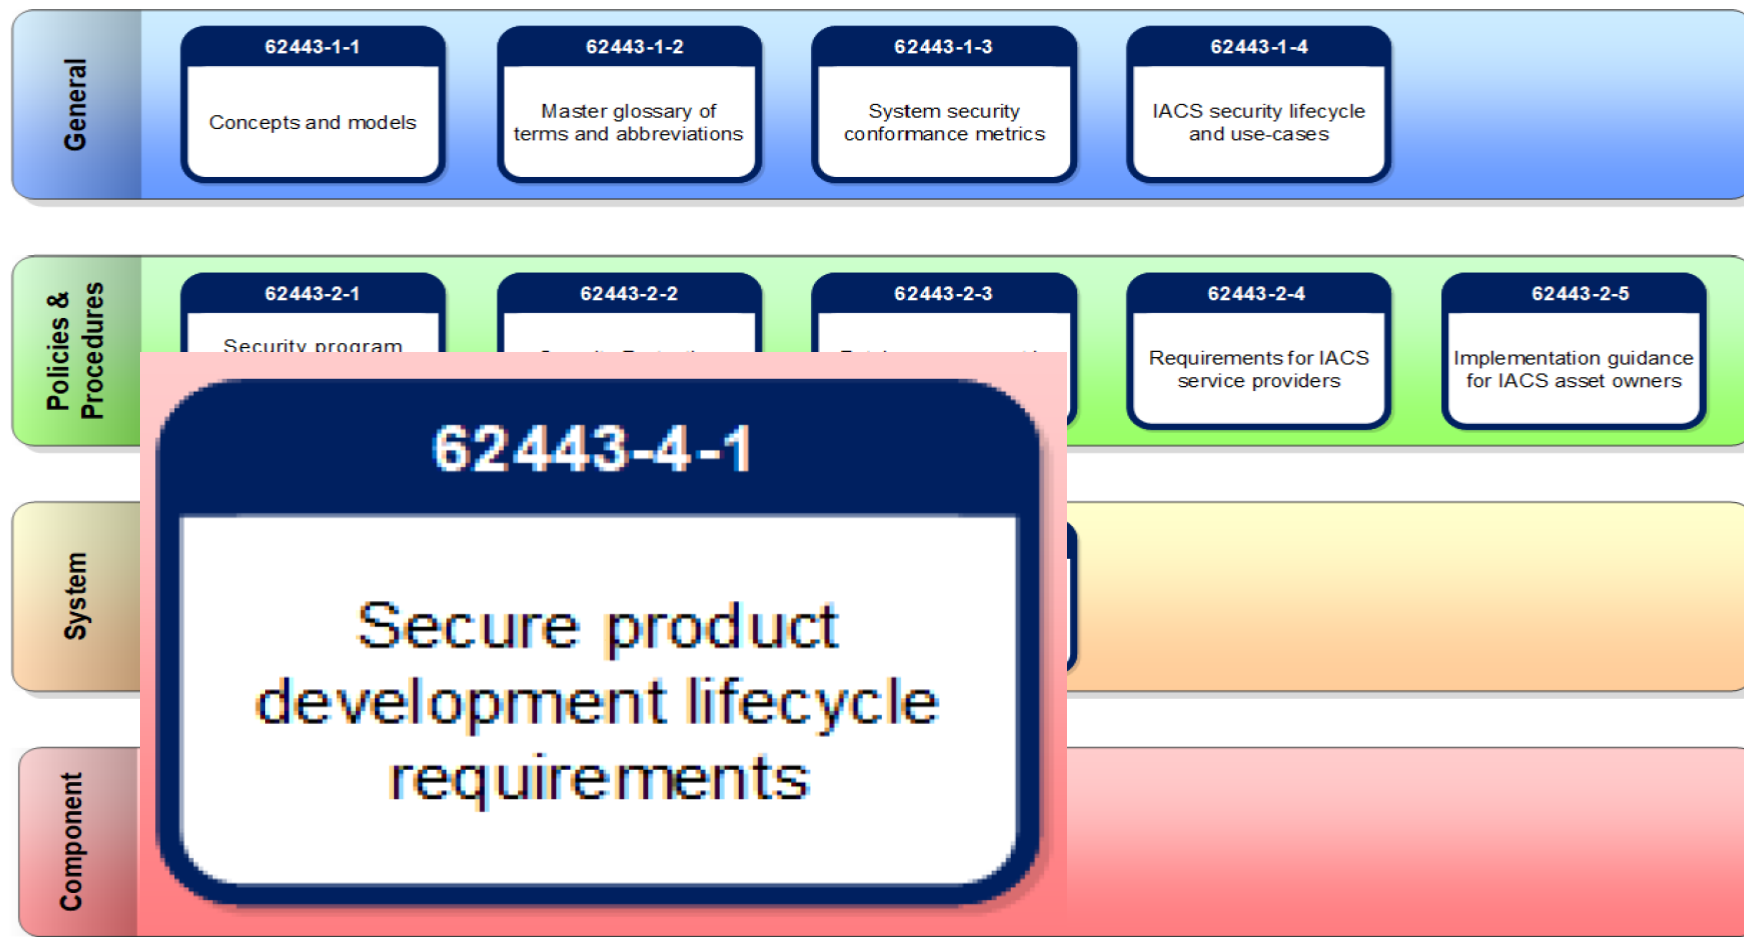 General
62443-1-1
Concepts and models
62443-1-2
Master glossary of
terms and abbreviations
62443-1-3
System security
conformance metrics
62443-1-4
IACS security lifecycle
and use-cases
Policies &
Procedures
62443-2-1
Security program
62443-2-2
62443-2-3
62443-2-4
Requirements for IACS
service providers
62443-2-5
Implementation guidance
for IACS asset owners
System
Component
62443-4-1
Secure product
development lifecycle
requirements